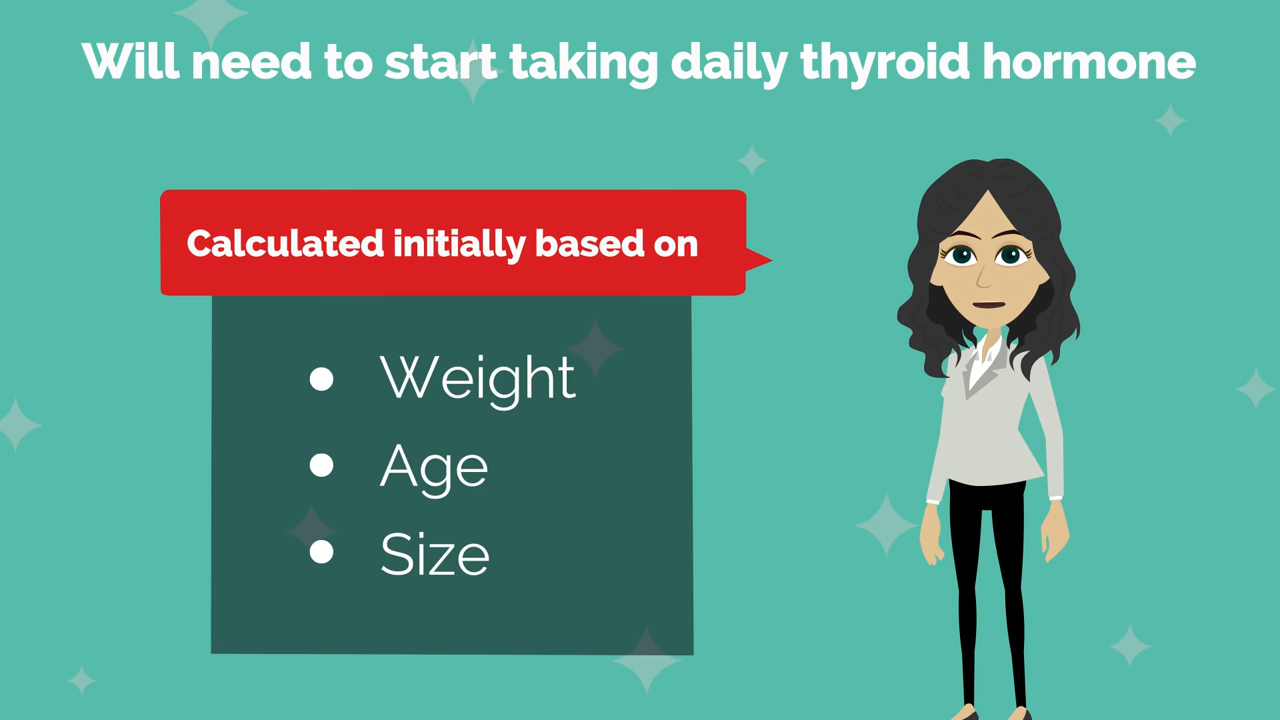 Will need to start taking daily thyroid hormone
Calculated initially based on
Weight
Age
Size